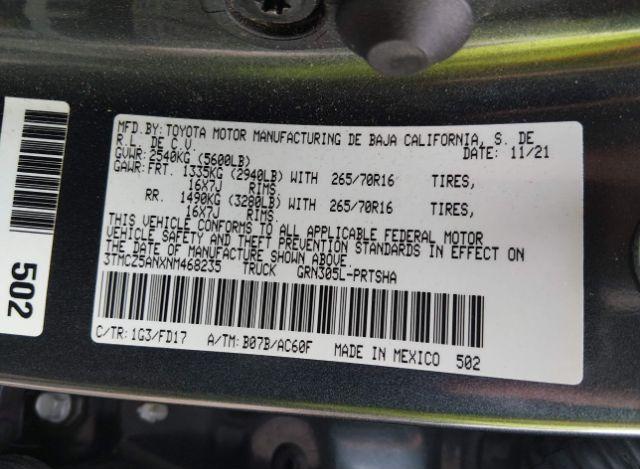 502
MFD.BY:TOYOTA MOTOR MANUFACTURING DE BAJA CALIFORNIA, S. DE
R.L. DE C.V. DATE: 11/21
GVWR:2540KG (5600LB)
GAWR:FRT. 1335KG (2940LB)WITH 265/70R16 TIRES,
16X7J RIMS.
RR. 1490KG (3280LB)WITH 265/70R16 TIRES,
16X7J RIMS.
THIS VEHICLE CONFORMS TO ALL APPLICABLE FEDERAL MOTOR
VEHICLE SAFETY AND THEFT PREVENTION STANDARDS IN EFFECT ON
THE DATE OF MANUFACTURE SHOWN ABOVE.
3TMCZ5ANXNM468235 TRUCK GRN305L-PRTSHA
C/TR:1G3/FD17 A/TM:B07B/AC60F MADE IN MEXICO 502